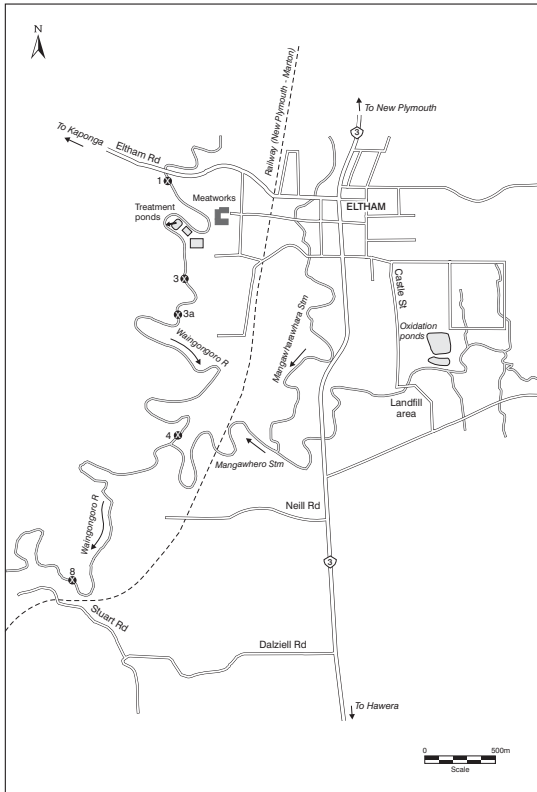 N
To New Plymouth
3
Railway (New Plymouth - Marton)
To Kaponga
Eltham Rd
1
Meatworks
ELTHAM
Treatment
ponds
3
Castle St
3a
Mangawharawhara Stm
Oxidation
ponds
Waingongoro R
Landfill
area
4
Mangawhero Stm
Neill Rd
Waingongoro R
3
8
Stuart Rd
Dalziell Rd
To Hawera
0 500m
Scale